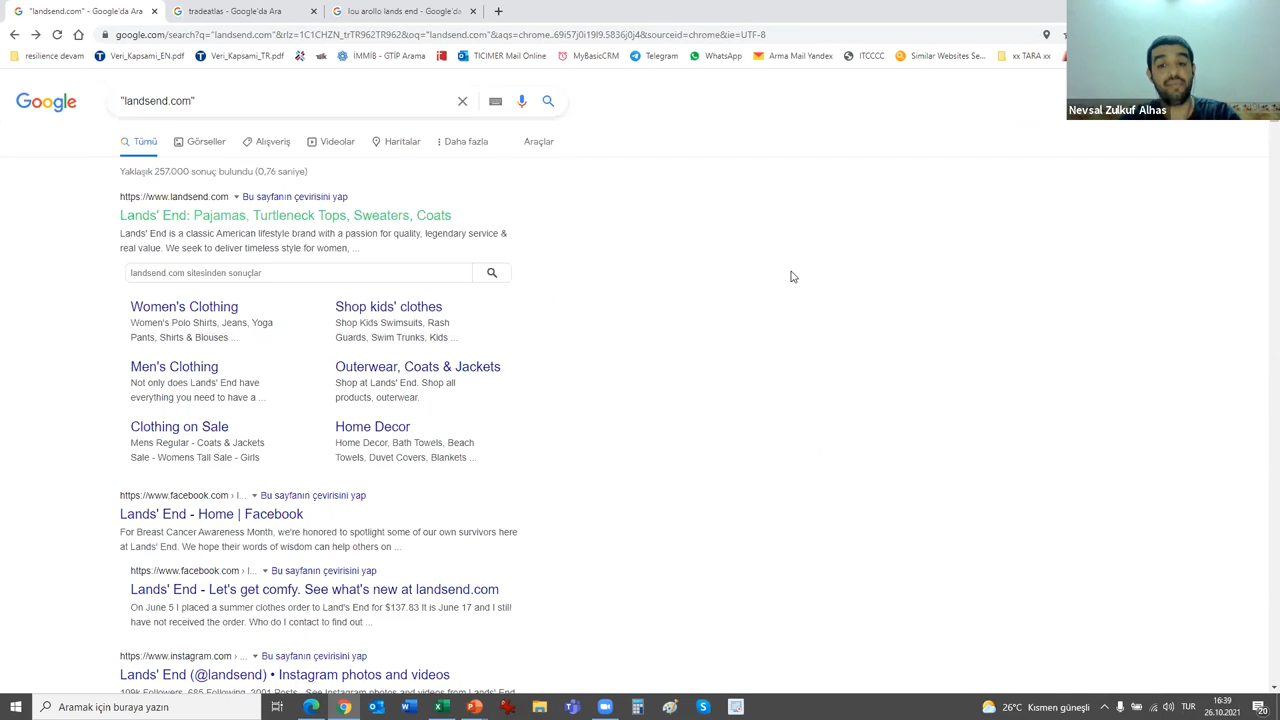 "landsend.com" - Google'da Ara
tradeatlas - Google'da Ara
lou arollo lands end - Google'da
google.com/search?q="landsend.com"&rlz=1C1CHZN_trTR962TR962&oq="landsend.com"&aqs=chrome..69i57j0i19l9.5836j0j4&sourceid=chrome&ie=UTF-8
resilience devam
Veri_Kapsami_EN.pdf
Veri_Kapsami_TR.pdf
İMMİB - GTİP Arama
TICIMER Mail Online
MyBasicCRM
Telegram
WhatsApp
Arma Mail Yandex
ITCCCC
Similar Websites Se...
xx TARA xx
Nevsal Zulkuf Alhas
Google
"landsend.com"
Tümü
Görseller
Alışveriş
Videolar
Haritalar
Daha fazla
Araçlar
Yaklaşık 257.000 sonuç bulundu (0,76 saniye)
https://www.landsend.com Bu sayfanın çevirisini yap
Lands' End: Pajamas, Turtleneck Tops, Sweaters, Coats
Lands' End is a classic American lifestyle brand with a passion for quality, legendary service &
real value. We seek to deliver timeless style for women, ...
landsend.com sitesinden sonuçlar
Women's Clothing
Women's Polo Shirts, Jeans, Yoga
Pants, Shirts & Blouses ...
Shop kids' clothes
Shop Kids Swimsuits, Rash
Guards, Swim Trunks, Kids ...
Men's Clothing
Not only does Lands' End have
everything you need to have a ...
Outerwear, Coats & Jackets
Shop at Lands' End. Shop all
products, outerwear.
Clothing on Sale
Mens Regular - Coats & Jackets
Sale - Womens Tall Sale - Girls
Home Decor
Home Decor, Bath Towels, Beach
Towels, Duvet Covers, Blankets ...
https://www.facebook.com › l... Bu sayfanın çevirisini yap
Lands' End - Home | Facebook
For Breast Cancer Awareness Month, we're honored to spotlight some of our own survivors here
at Lands' End. We hope their words of wisdom can help others on ...
https://www.facebook.com › l... Bu sayfanın çevirisini yap
Lands' End - Let's get comfy. See what's new at landsend.com
On June 5 I placed a summer clothes order to Land's End for $137.83 It is June 17 and I still
have not received the order. Who do I contact to find out ...
https://www.instagram.com › ... Bu sayfanın çevirisini yap
Lands' End (@landsend) • Instagram photos and videos
109k Followers, 685 Following, 2001 Posts - See Instagram photos and videos from Lands' End
Aramak için buraya yazın
26°C Kısmen güneşli
TUR
16:39
26.10.2021
20